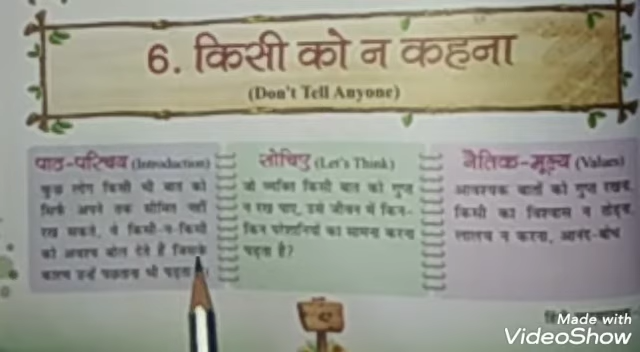 6. किसी को न कहना
(Don't Tell Anyone)
पाठ-परिचय (Introduction)
कुछ लोग किसी भी बात को
सिर्फ अपने तक सीमित नहीं
रख सकते, वे किसी-न-किसी
को अवश्य बोल देते हैं जिसके
कारण उन्हें पछताना भी पड़ता
सोचिए (Let's Think)
जो व्यक्ति किसी बात को गुप्त
न रख पाए, उसे जीवन में किन-
किन परेशानियों का सामना करना
पड़ता है?
नैतिक-मूल्य (Values)
आवश्यक बातों को गुप्त रखना,
किसी का विश्वास न तोड़ना,
लालच न करना, आनंद-बोध
Made with
VideoShow